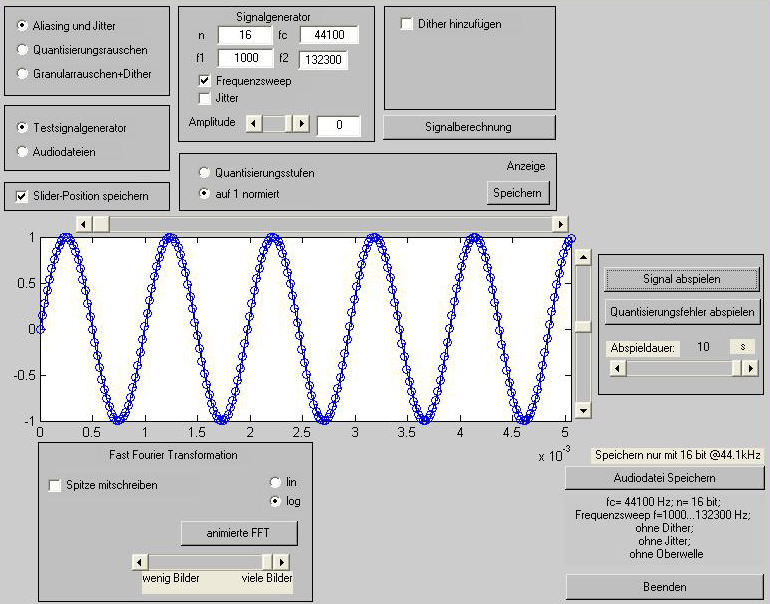 Aliasing und Jitter
Quantisierungsrauschen
Granularrauschen+Dither
Testsignalgenerator
Audiodateien
Slider-Position speichern
Signalgenerator
n 16 fc 44100
f1 1000 f2 132300
Frequenzsweep
Jitter
Amplitude 0
Dither hinzufügen
Signalberechnung
Quantisierungsstufen
Anzeige
auf 1 normiert
Speichern
1
0.5
0
-0.5
-1
0 0.5 1 1.5 2 2.5 3 3.5 4 4.5 5
x 10-3
Signal abspielen
Quantisierungsfehler abspielen
Abspieldauer: 10 s
Fast Fourier Transformation
Spitze mitschreiben
lin
log
animierte FFT
wenig Bilder viele Bilder
Speichern nur mit 16 bit @44.1kHz
Audiodatei Speichern
fc= 44100 Hz; n= 16 bit;
Frequenzsweep f=1000...132300 Hz;
ohne Dither;
ohne Jitter;
ohne Oberwelle
Beenden